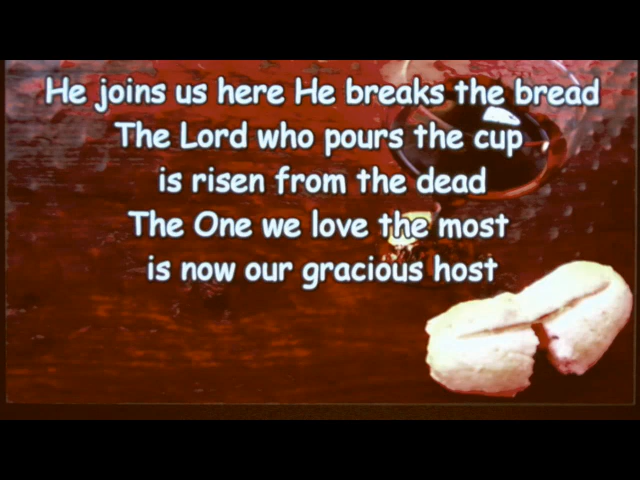 He joins us here He breaks the bread
The Lord who pours the cup
is risen from the dead
The One we love the most
is now our gracious host